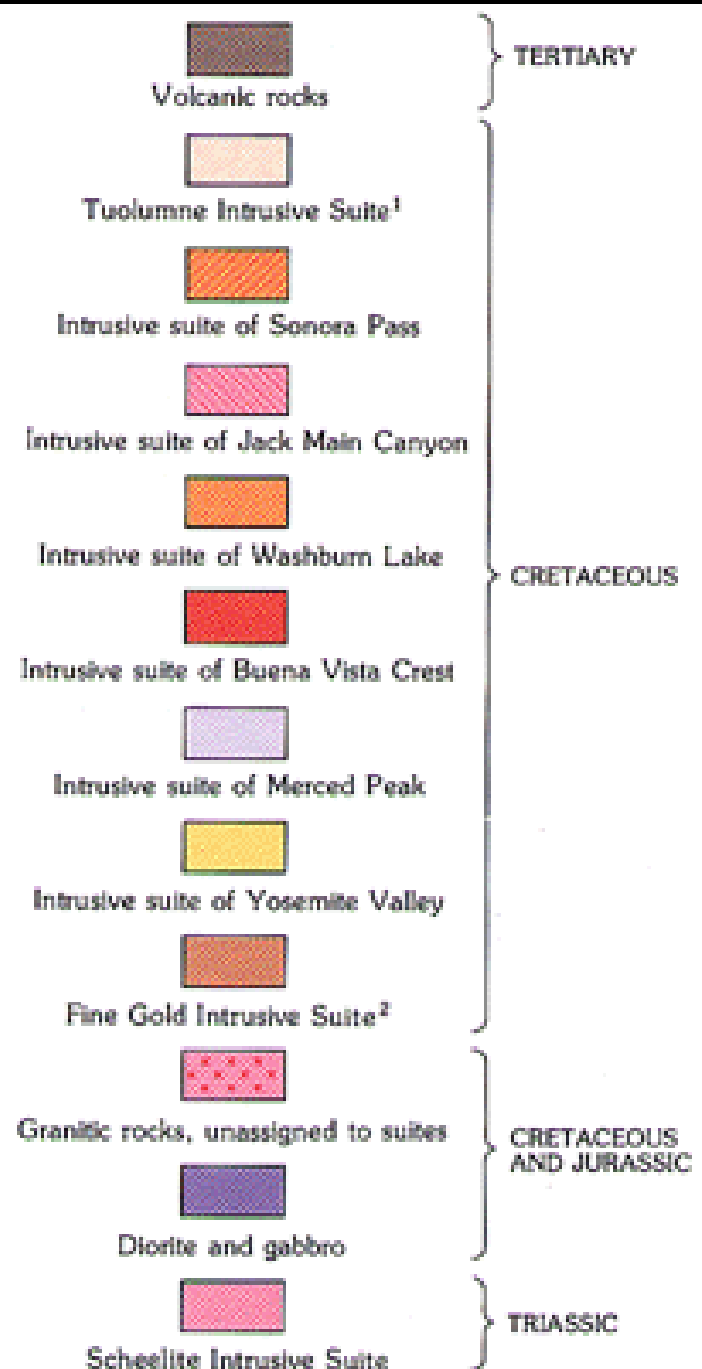 Volcanic rocks
TERTIARY
Tuolumne Intrusive Suite¹
Intrusive suite of Sonora Pass
Intrusive suite of Jack Main Canyon
Intrusive suite of Washburn Lake
CRETACEOUS
Intrusive suite of Buena Vista Crest
Intrusive suite of Merced Peak
Intrusive suite of Yosemite Valley
Fine Gold Intrusive Suite²
Granitic rocks, unassigned to suites
Diorite and gabbro
CRETACEOUS
AND JURASSIC
Scheelite Intrusive Suite
TRIASSIC